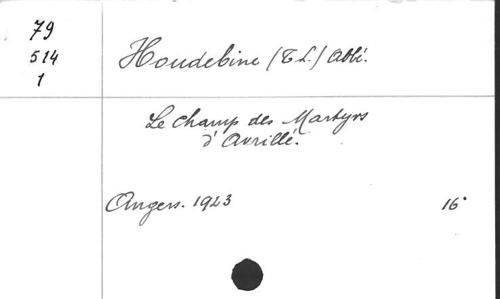 79
514
1
Houdebine (T L.) Abbé.
Le Champ des Martyrs
d'Avrillé.
Angers. 1923
16°